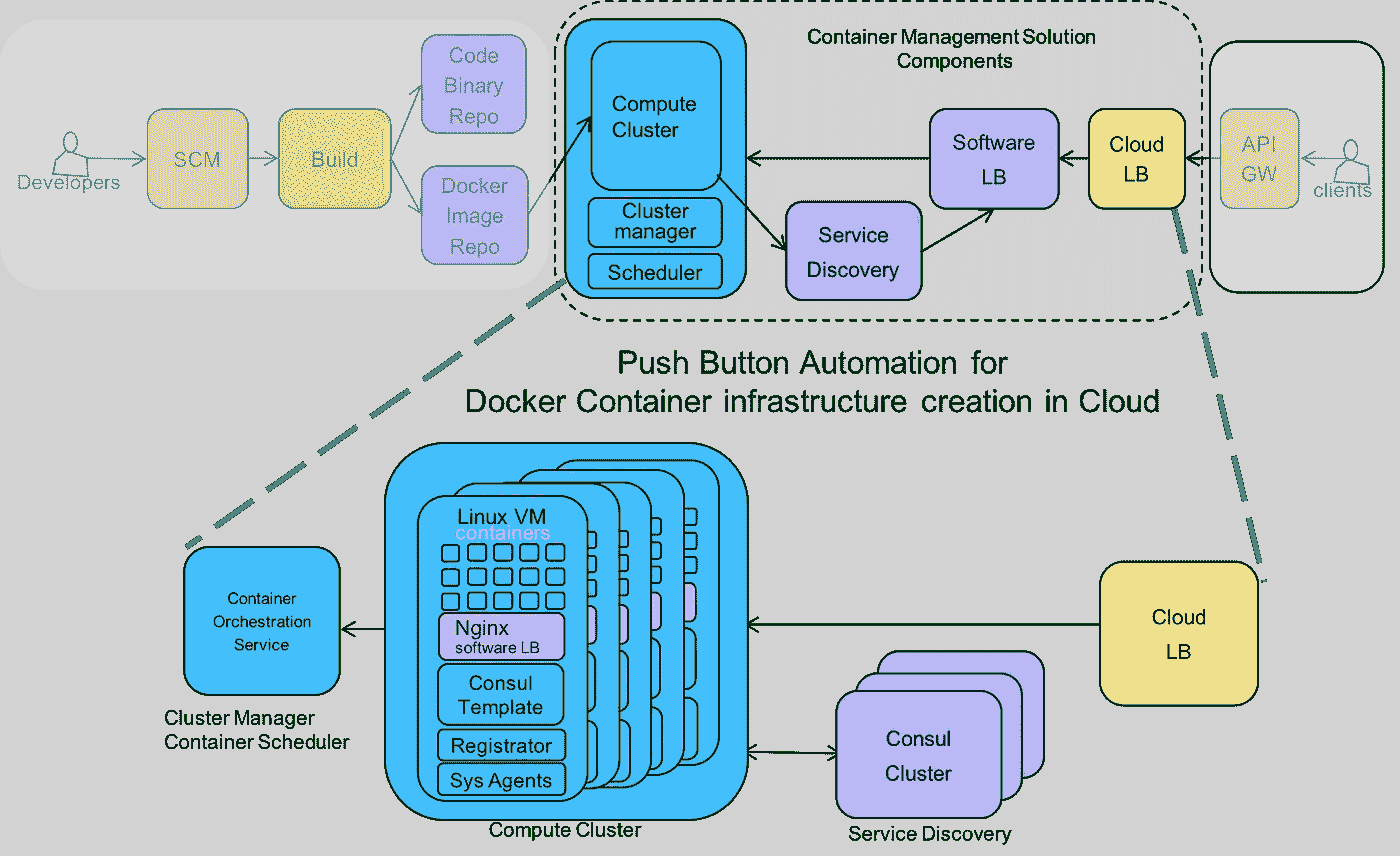 Container Management Solution
Components
Code
Binary
Repo
Compute
Cluster
Software
LB
Cloud
LB
API
GW
SCM
Build
Developers
clients
Docker
Image
Repo
Cluster
manager
Service
Discovery
Scheduler
Push Button Automation for
Docker Container infrastructure creation in Cloud
Linux VM
containers
Container
Orchestration
Service
Nginx
software LB
Cloud
LB
Consul
Template
Cluster Manager
Container Scheduler
Registrator
Sys Agents
Consul
Cluster
Compute Cluster
Service Discovery